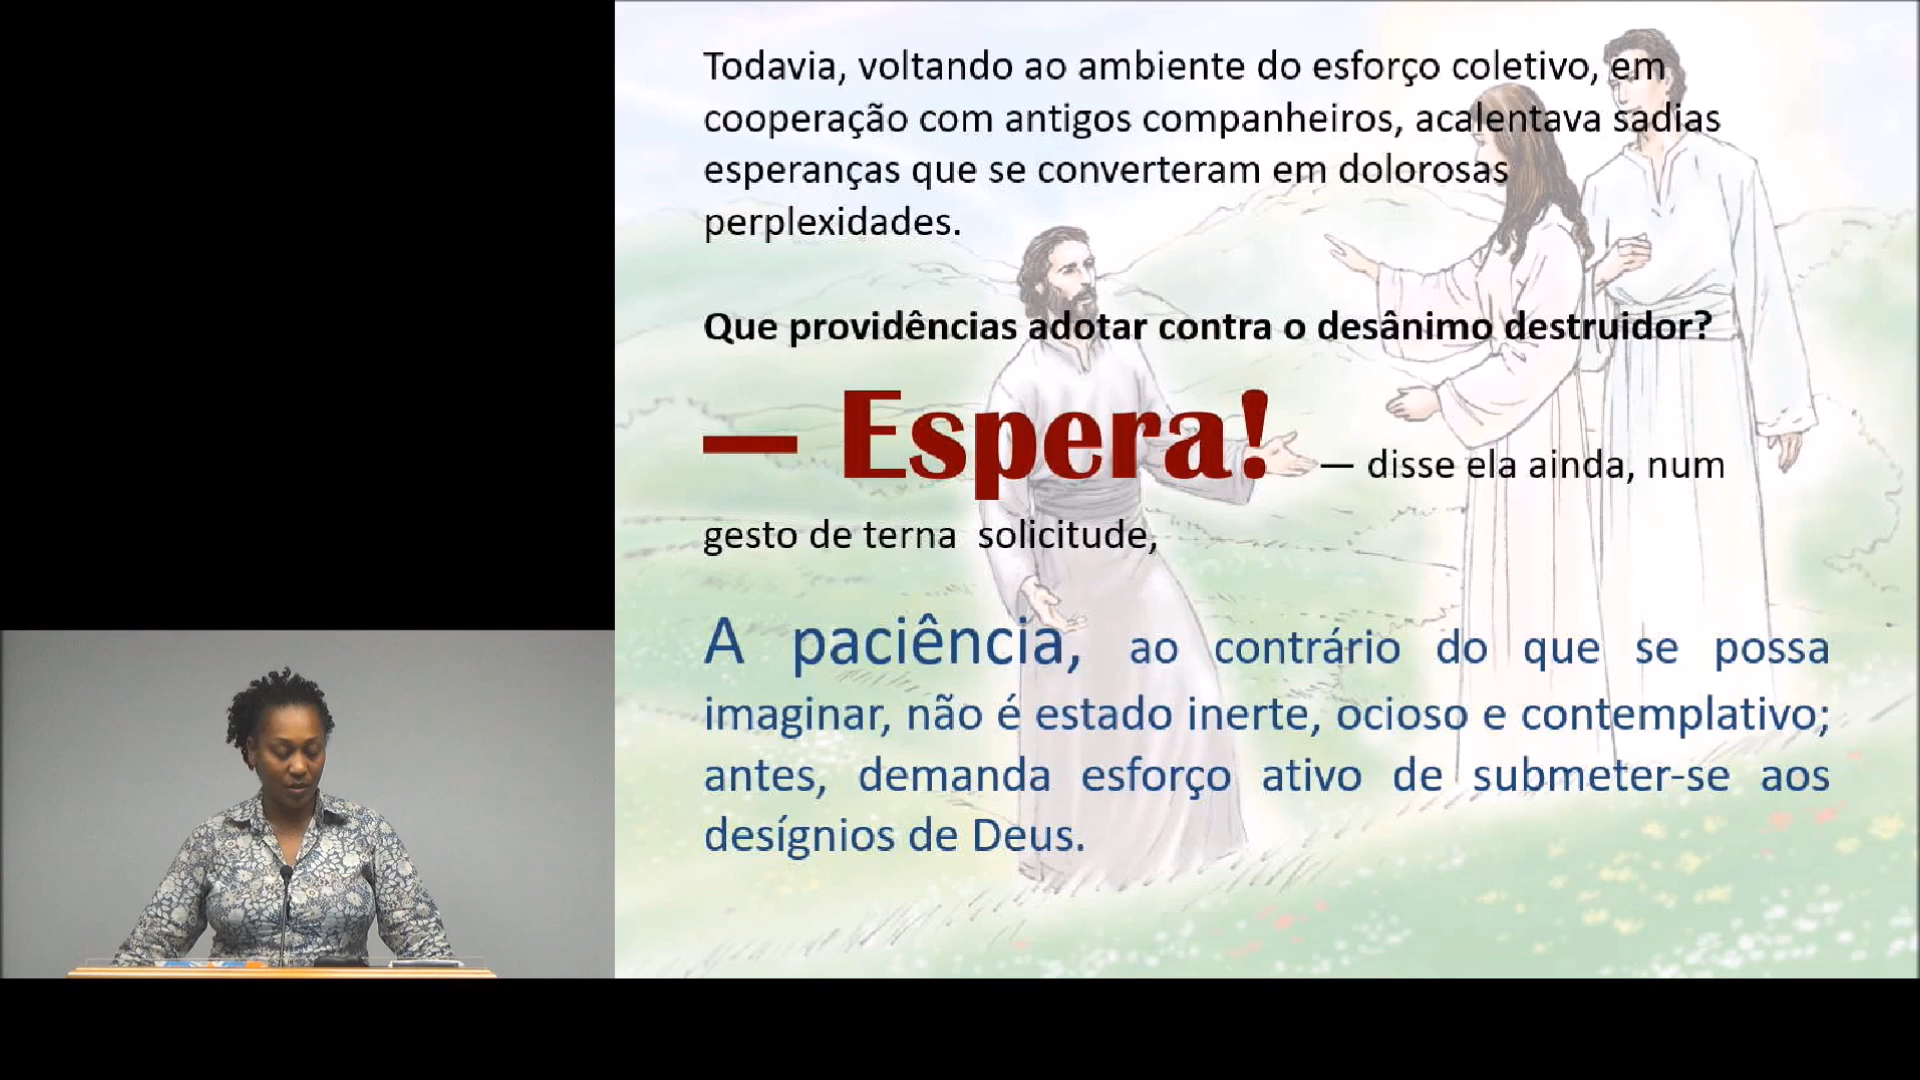 Todavia, voltando ao ambiente do esforço coletivo, em
cooperação com antigos companheiros, acalentava sadias
esperanças que se converteram em dolorosas
perplexidades.
Que providências adotar contra o desânimo destruidor?
— Espera! — disse ela ainda, num
gesto de terna solicitude,
A paciência, ao contrário do que se possa
imaginar, não é estado inerte, ocioso e contemplativo;
antes, demanda esforço ativo de submeter-se aos
desígnios de Deus.